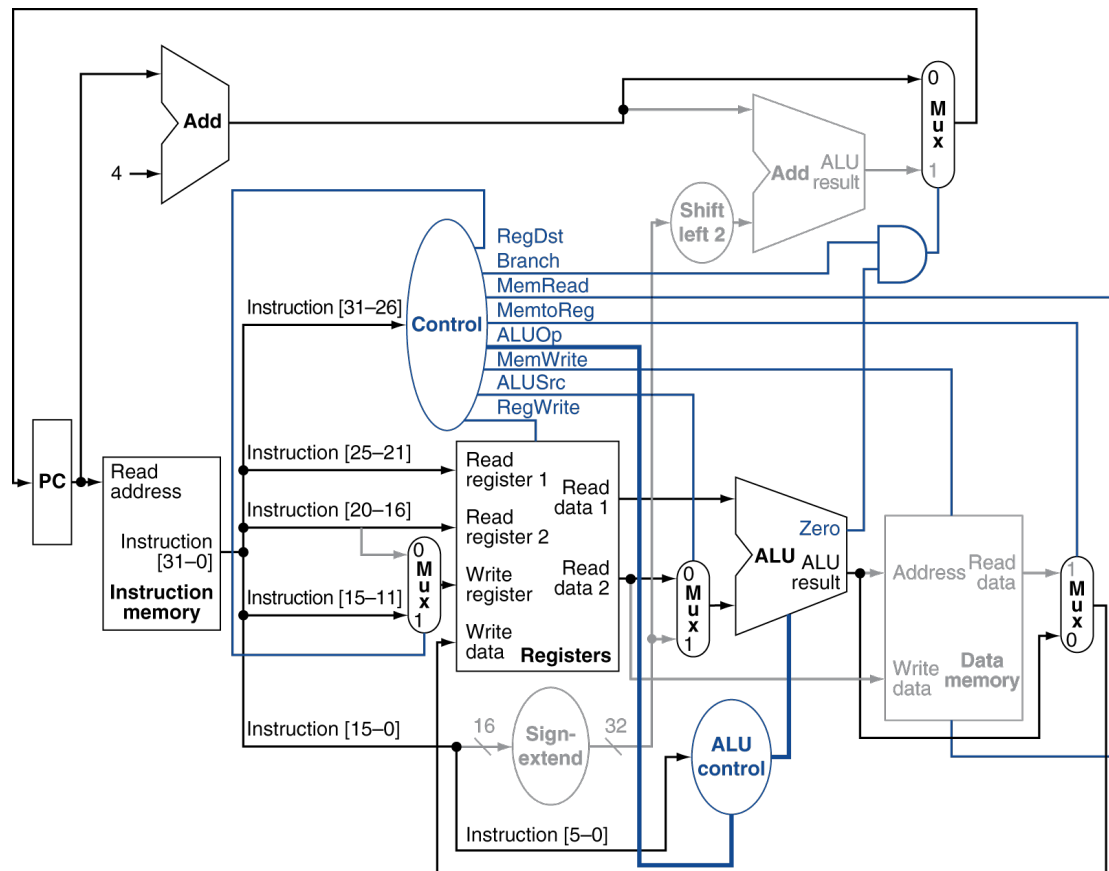 Add
4
0
M
u
x
1
Add
ALU
result
Shift
left 2
RegDst
Branch
MemRead
MemtoReg
ALUOp
MemWrite
ALUSrc
RegWrite
Control
Instruction [31–26]
Instruction [25–21]
Instruction [20–16]
Instruction [15–11]
Instruction [15–0]
Instruction [5–0]
PC
Read
address
Instruction
[31–0]
Instruction
memory
0
M
u
x
1
Read
register 1
Read
register 2
Write
register
Write
data
Read
data 1
Read
data 2
Registers
0
M
u
x
1
Zero
ALU
ALU
result
Address
Read
data
Write
data
Data
memory
1
M
u
x
0
16
Sign-
extend
32
ALU
control